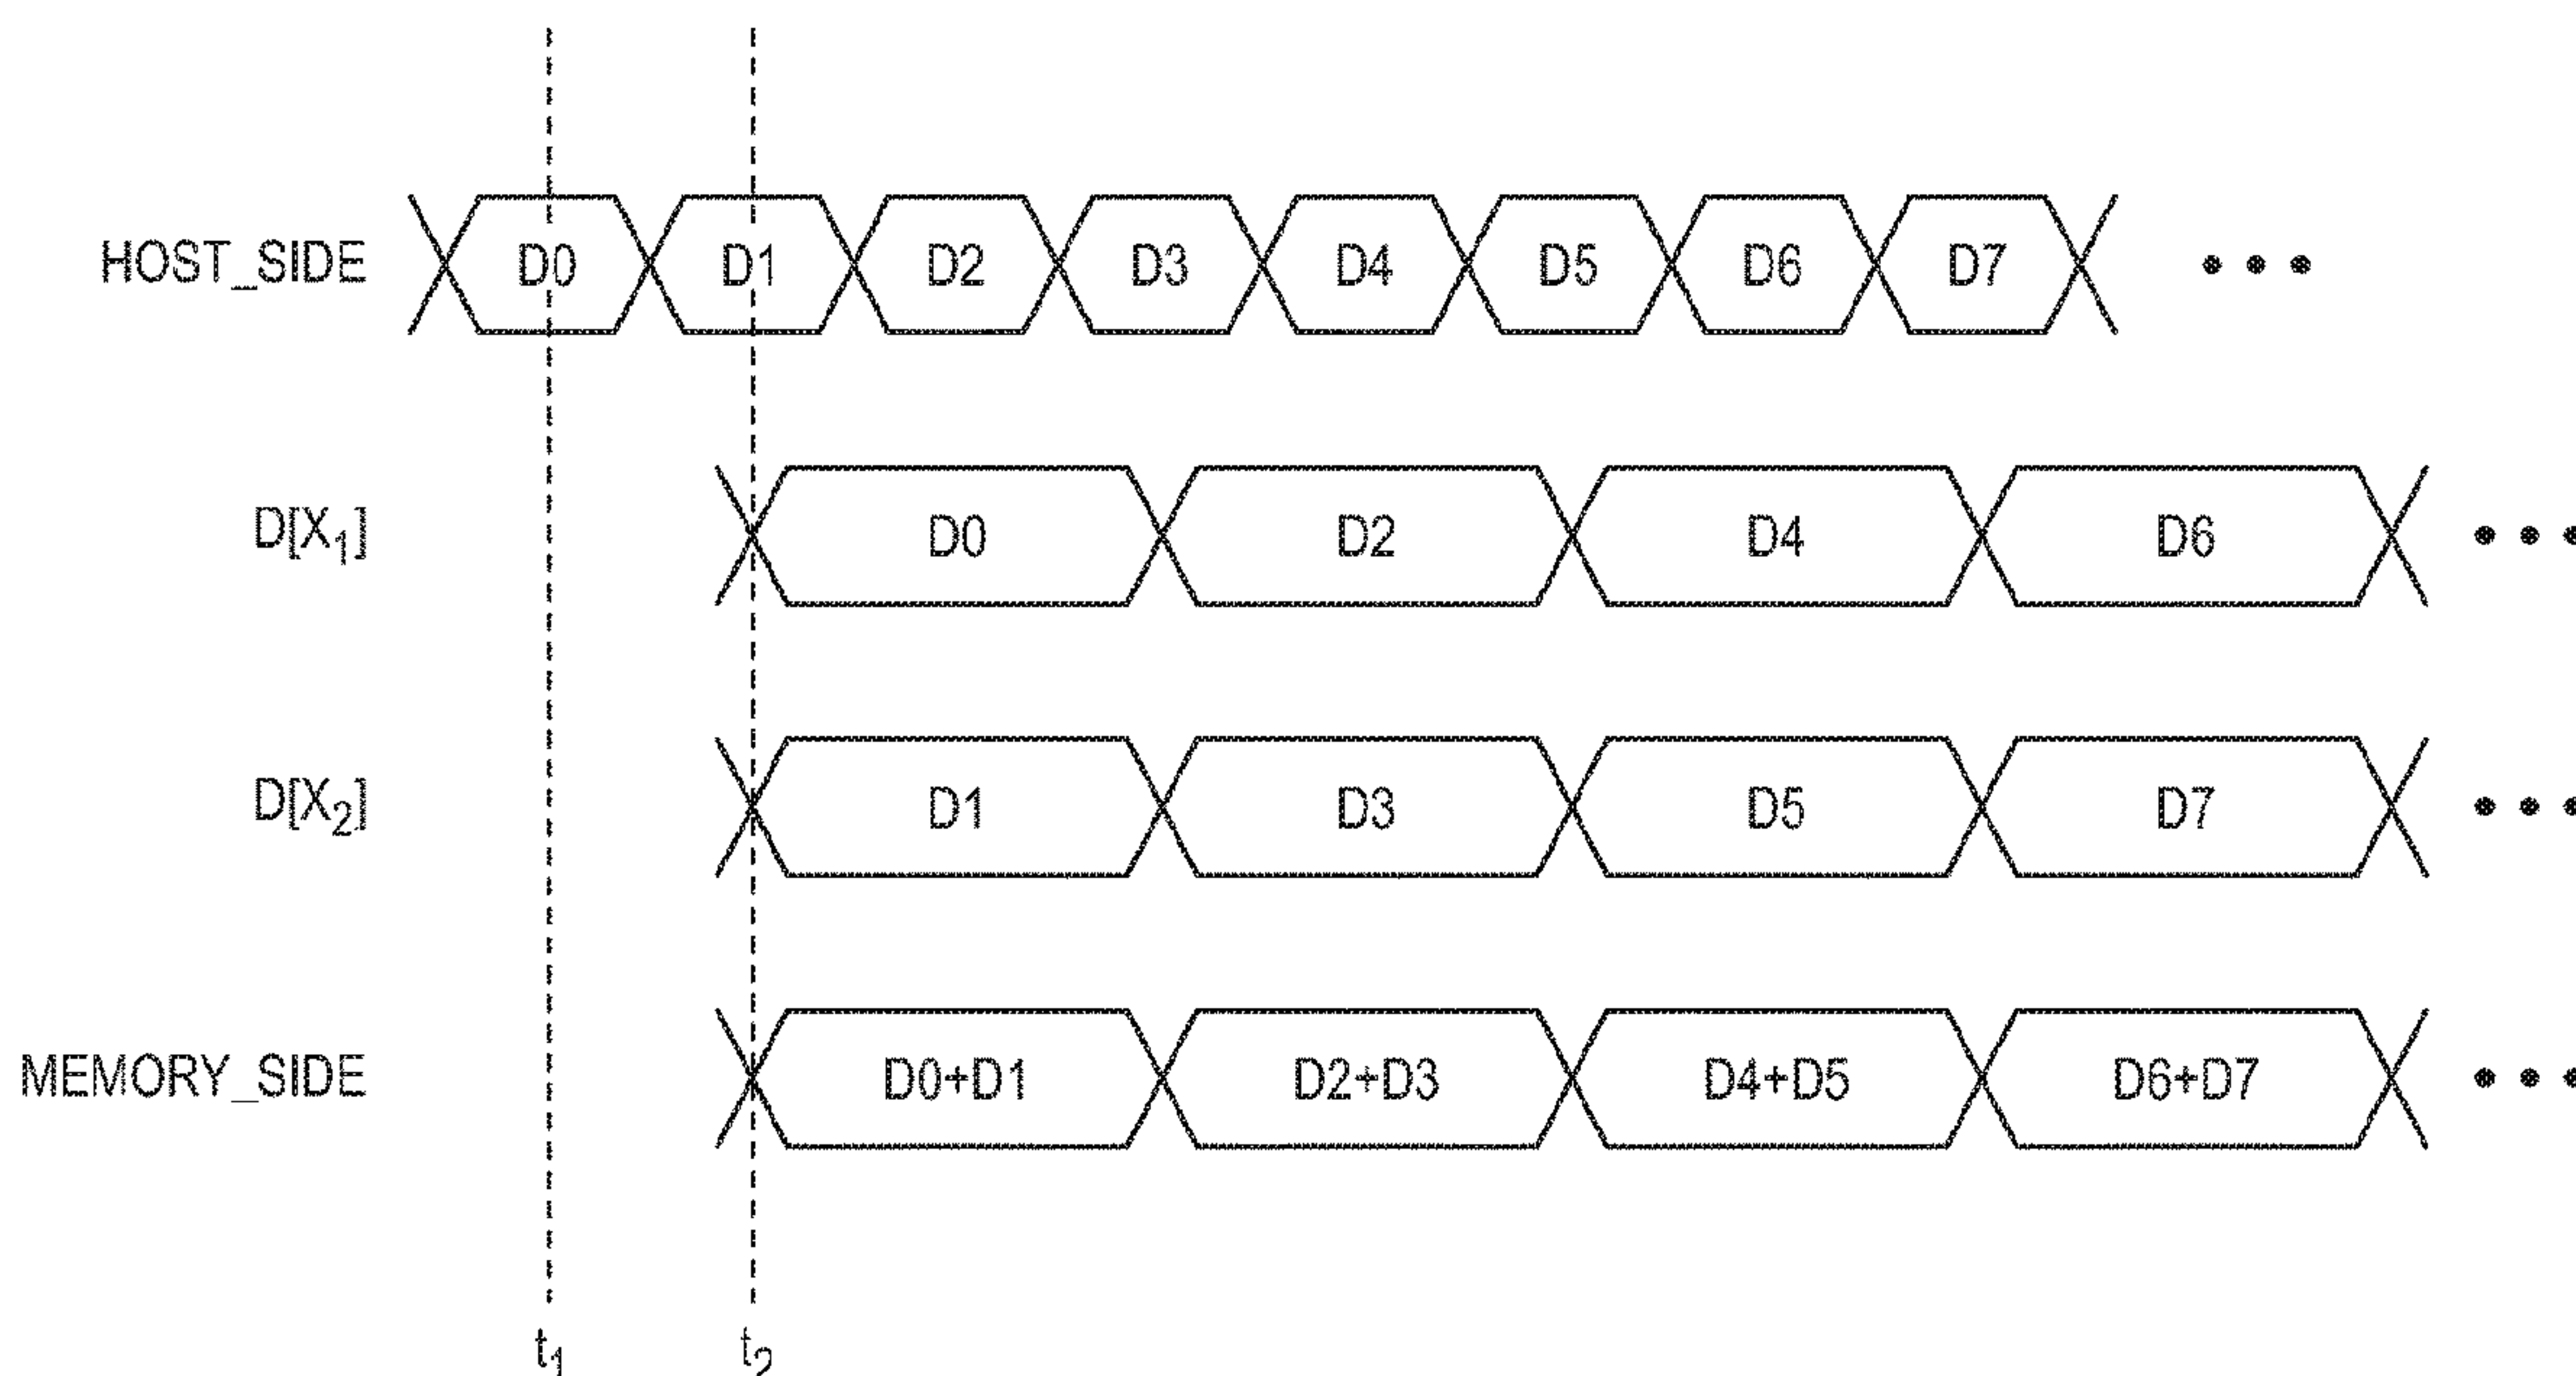 HOST_SIDE D0 D1 D2 D3 D4 D5 D6 D7 •••
D[X₁] D0 D2 D4 D6 •••
D[X₂] D1 D3 D5 D7 •••
MEMORY_SIDE D0+D1 D2+D3 D4+D5 D6+D7 •••
t₁ t₂